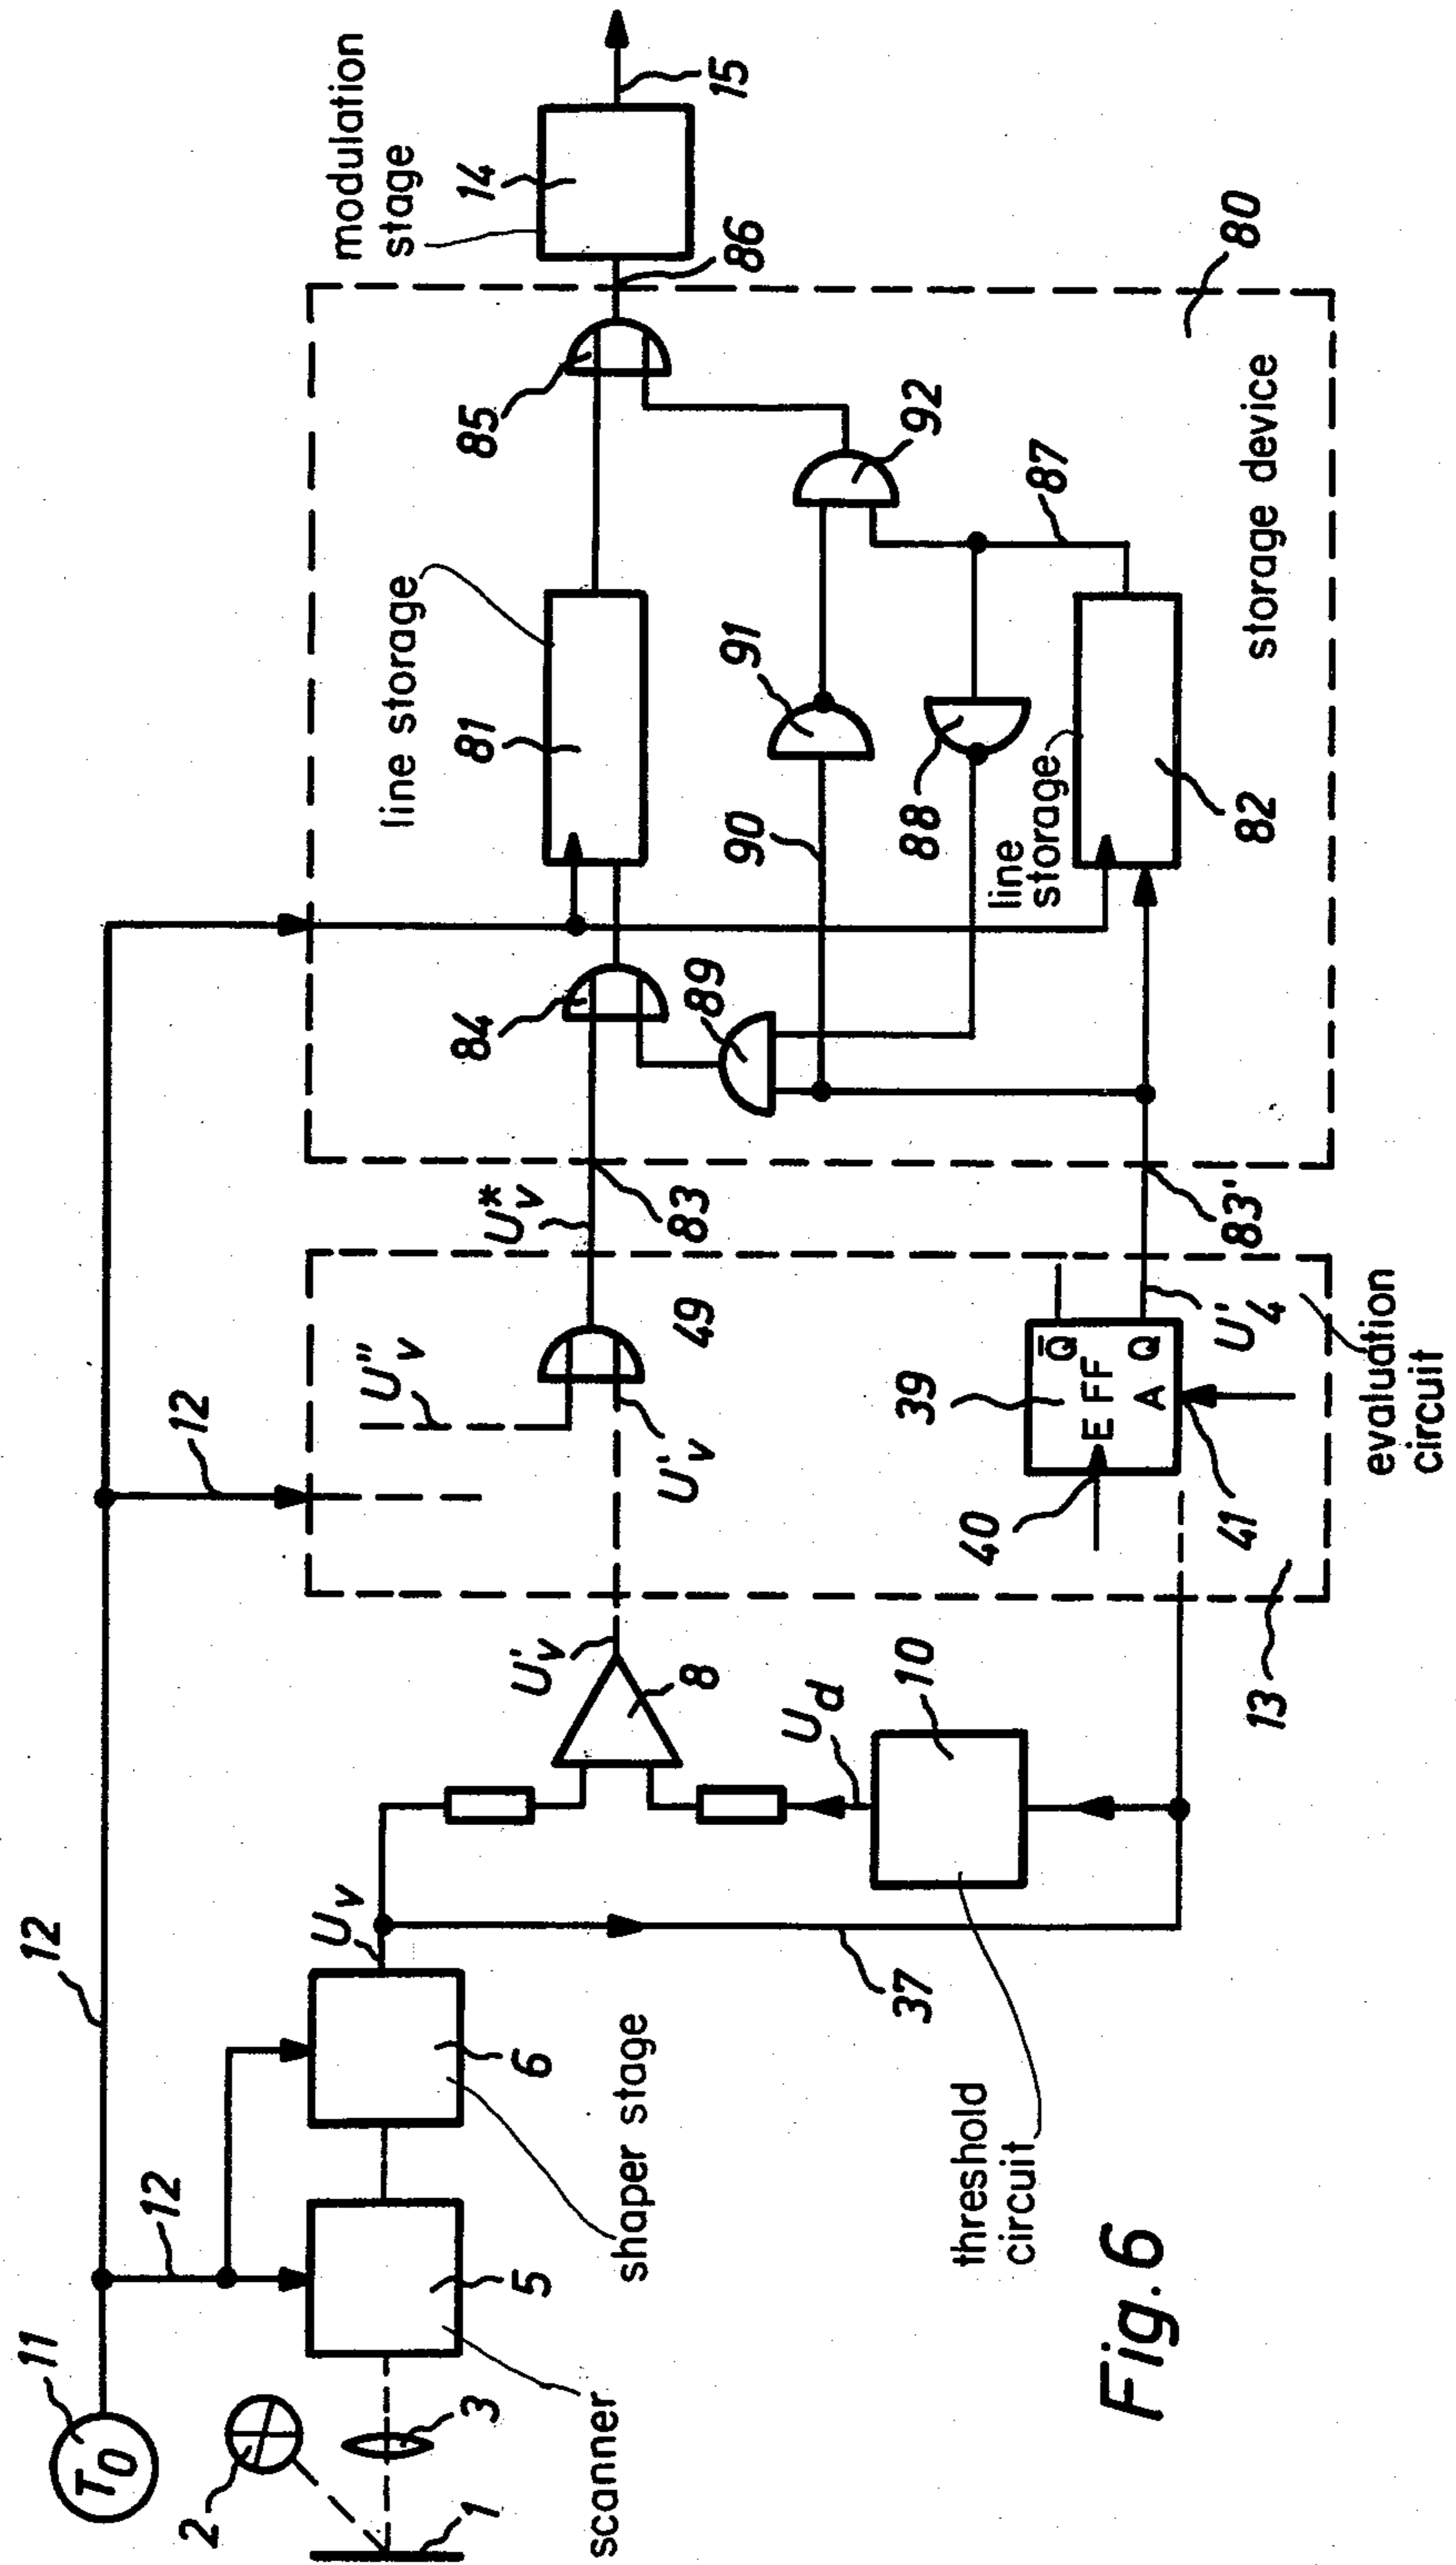 11
T0
12
12
12
2
3
1
5
scanner
6
shaper stage
Uv
37
threshold
circuit
10
Ud
8
U'v
13
U"v
U'v
49
39
E FF
Q̅
Q
A
40
41
U'4
evaluation
circuit
U*v
83
83'
84
89
90
91
88
line
storage
82
87
92
line storage
81
85
86
storage device
80
modulation
stage
14
15
Fig. 6